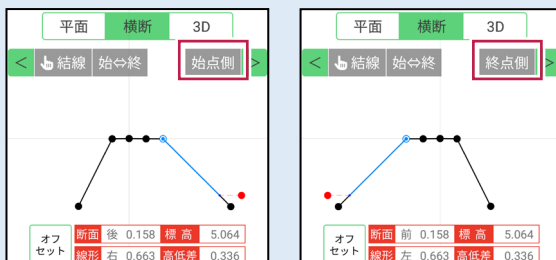 平面 横断 3D
< 結線 始⇔終 始点側 >
オフセット 断面 後 0.158 標高 5.064
線形 右 0.663 高低差 0.336
平面 横断 3D
< 結線 始⇔終 終点側 >
オフセット 断面 前 0.158 標高 5.064
線形 左 0.663 高低差 0.336